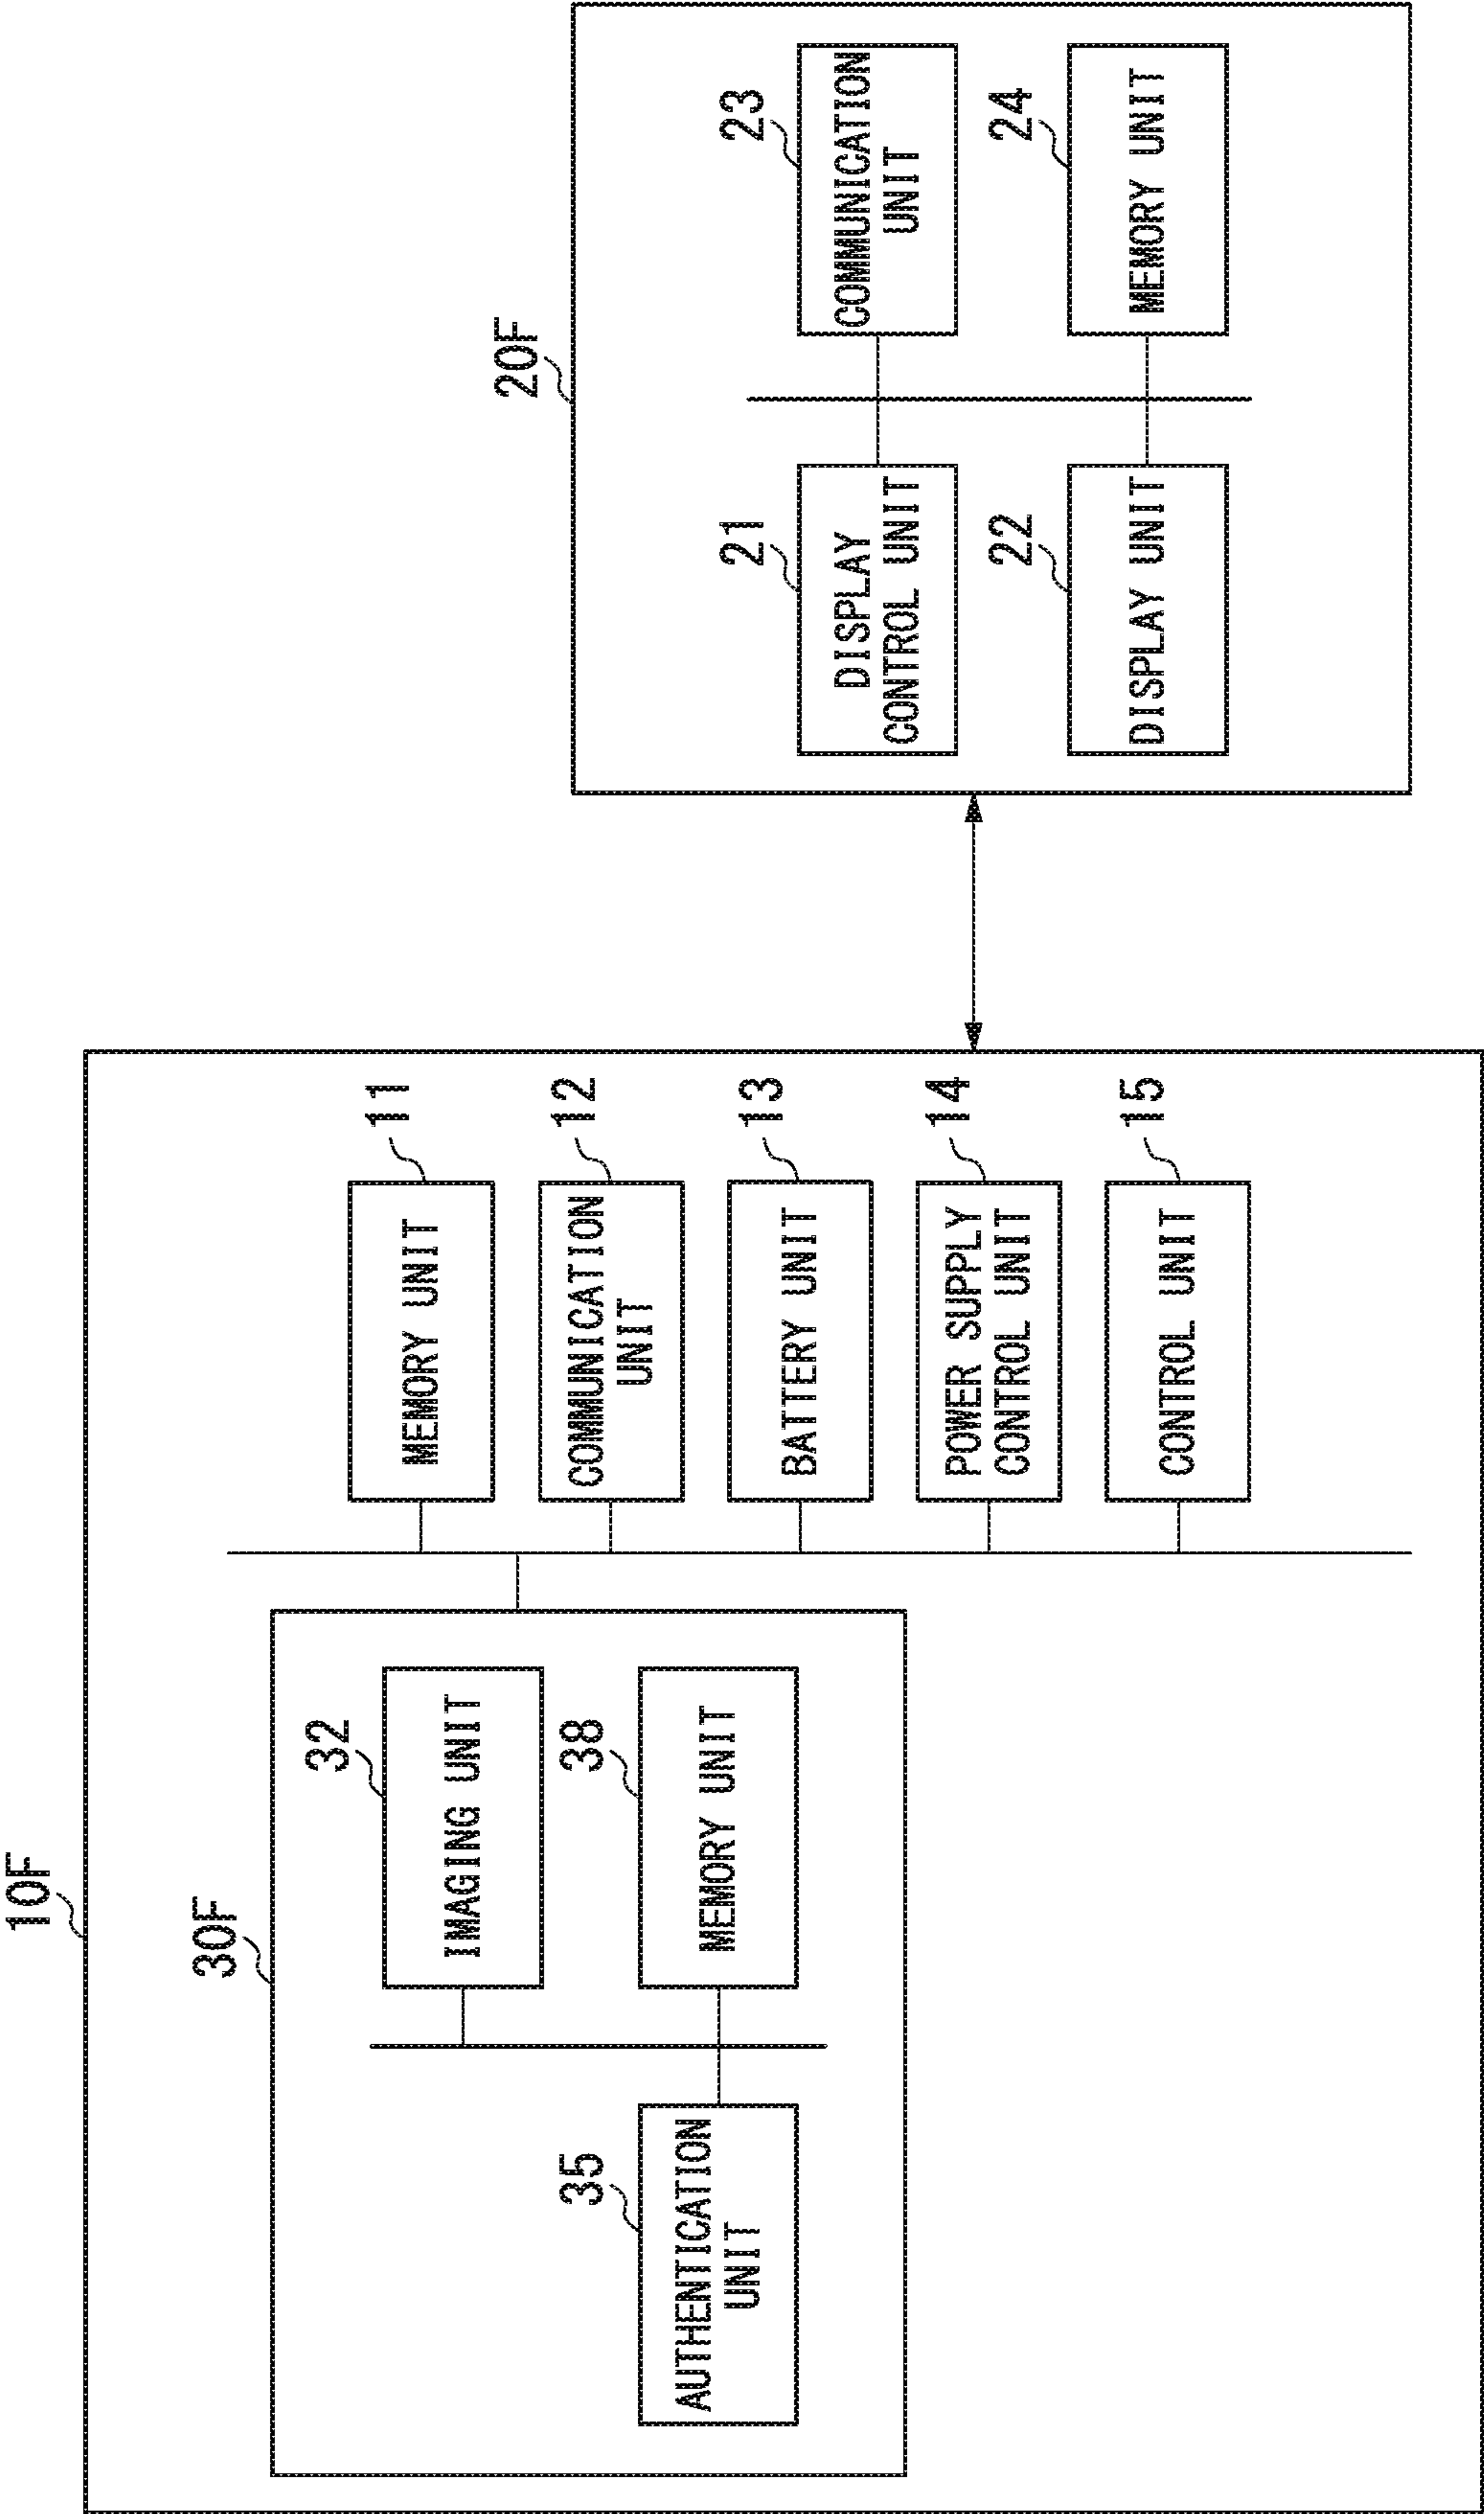 10F
30F
32
IMAGING UNIT
35
AUTHENTICATION
UNIT
38
MEMORY UNIT
MEMORY UNIT
11
COMMUNICATION
UNIT
12
BATTERY UNIT
13
POWER SUPPLY
CONTROL UNIT
14
CONTROL UNIT
15
20F
21
DISPLAY
CONTROL UNIT
23
COMMUNICATION
UNIT
22
DISPLAY UNIT
24
MEMORY UNIT